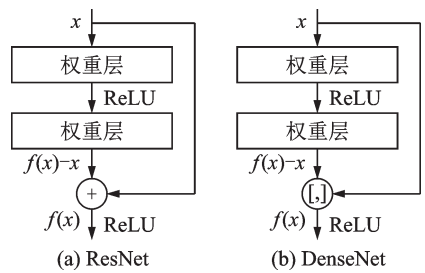 x
权重层
ReLU
权重层
f(x)−x
+
f(x) ReLU
(a) ResNet
x
权重层
ReLU
权重层
f(x)−x
[,]
f(x) ReLU
(b) DenseNet